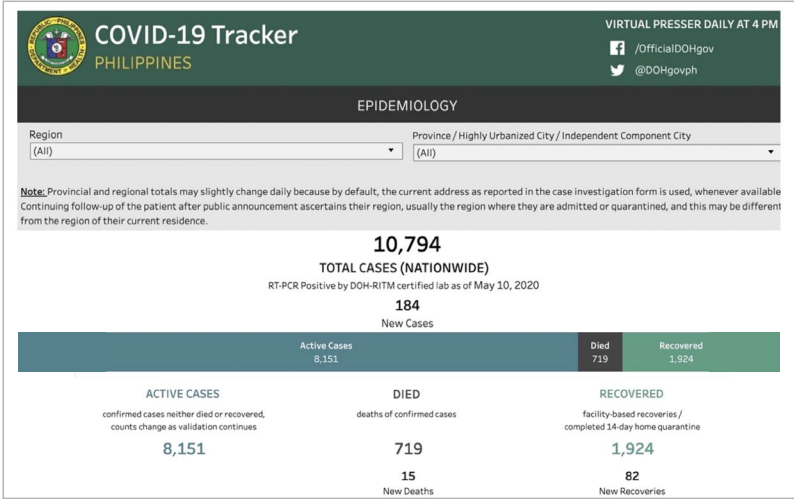 COVID-19 Tracker
PHILIPPINES
VIRTUAL PRESSER DAILY AT 4 PM
/OfficialDOHgov
@DOHgovph
EPIDEMIOLOGY
Region
(All)
Province / Highly Urbanized City / Independent Component City
(All)
Note: Provincial and regional totals may slightly change daily because by default, the current address as reported in the case investigation form is used, whenever available
Continuing follow-up of the patient after public announcement ascertains their region, usually the region where they are admitted or quarantined, and this may be different
from the region of their current residence.
10,794
TOTAL CASES (NATIONWIDE)
RT-PCR Positive by DOH-RITM certified lab as of May 10, 2020
184
New Cases
Active Cases
8,151
Died
719
Recovered
1,924
ACTIVE CASES
confirmed cases neither died or recovered,
counts change as validation continues
8,151
DIED
deaths of confirmed cases
719
15
New Deaths
RECOVERED
facility-based recoveries /
completed 14-day home quarantine
1,924
82
New Recoveries